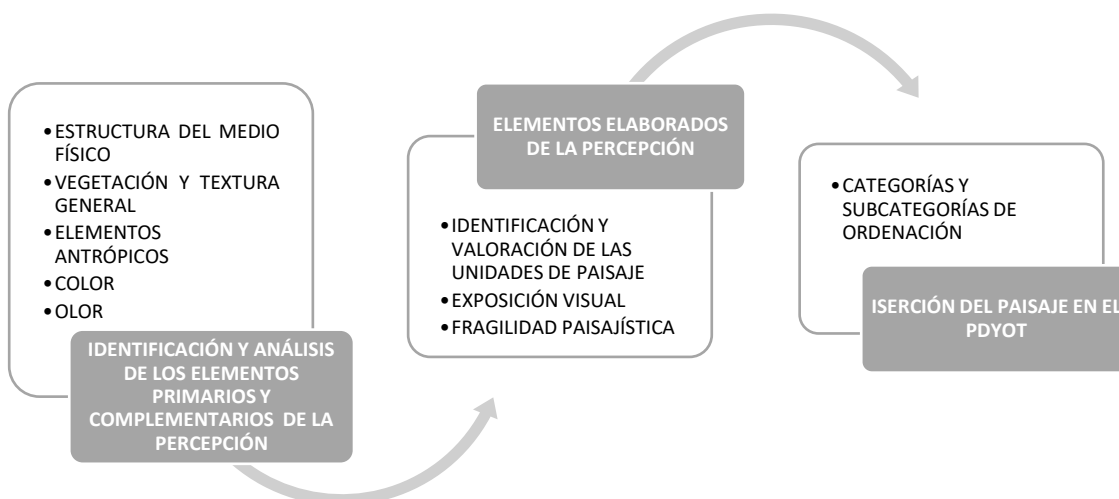 •ESTRUCTURA DEL MEDIO
FÍSICO
•VEGETACIÓN Y TEXTURA
GENERAL
•ELEMENTOS
ANTRÓPICOS
•COLOR
•OLOR
IDENTIFICACIÓN Y ANÁLISIS
DE LOS ELEMENTOS
PRIMARIOS Y
COMPLEMENTARIOS DE LA
PERCEPCIÓN
ELEMENTOS ELABORADOS
DE LA PERCEPCIÓN
•IDENTIFICACIÓN Y
VALORACIÓN DE LAS
UNIDADES DE PAISAJE
•EXPOSICIÓN VISUAL
•FRAGILIDAD PAISAJÍSTICA
•CATEGORÍAS Y
SUBCATEGORÍAS DE
ORDENACIÓN
ISERCIÓN DEL PAISAJE EN EL
PDYOT